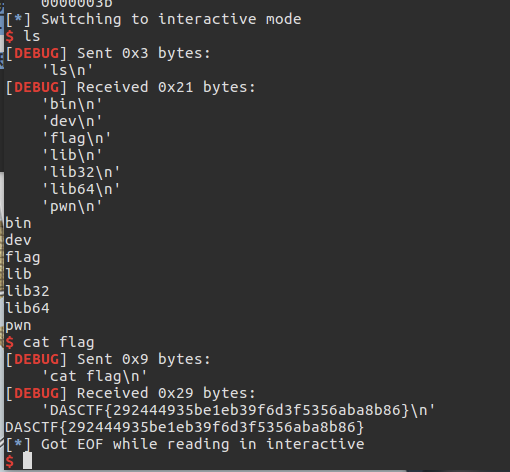 0000003b
[*] Switching to interactive mode
$ ls
[DEBUG] Sent 0x3 bytes:
    'ls\n'
[DEBUG] Received 0x21 bytes:
    'bin\n'
    'dev\n'
    'flag\n'
    'lib\n'
    'lib32\n'
    'lib64\n'
    'pwn\n'
bin
dev
flag
lib
lib32
lib64
pwn
$ cat flag
[DEBUG] Sent 0x9 bytes:
    'cat flag\n'
[DEBUG] Received 0x29 bytes:
    'DASCTF{292444935be1eb39f6d3f5356aba8b86}\n'
DASCTF{292444935be1eb39f6d3f5356aba8b86}
[*] Got EOF while reading in interactive
$